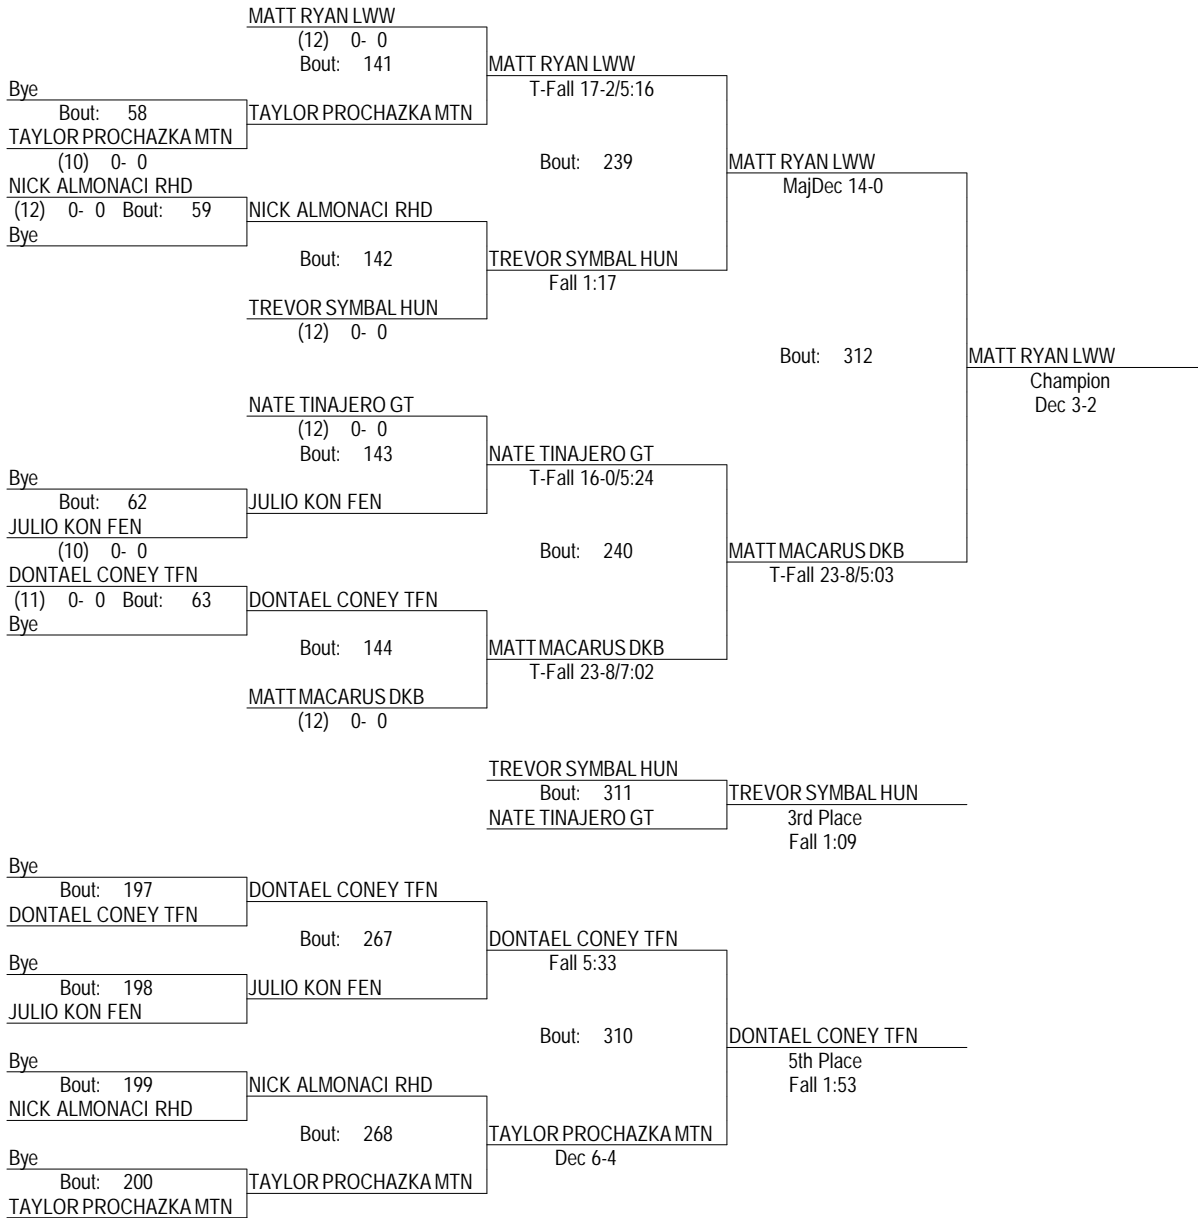 MATT RYAN LWW
(12) 0- 0
Bout: 141
MATT RYAN LWW
T-Fall 17-2/5:16
Bye
Bout: 58
TAYLOR PROCHAZKA MTN
TAYLOR PROCHAZKA MTN
(10) 0- 0
Bout: 239
MATT RYAN LWW
MajDec 14-0
NICK ALMONACI RHD
(12) 0- 0 Bout: 59
NICK ALMONACI RHD
Bye
Bout: 142
TREVOR SYMBAL HUN
Fall 1:17
TREVOR SYMBAL HUN
(12) 0- 0
Bout: 312
MATT RYAN LWW
Champion
Dec 3-2
NATE TINAJERO GT
(12) 0- 0
Bout: 143
NATE TINAJERO GT
T-Fall 16-0/5:24
Bye
Bout: 62
JULIO KON FEN
JULIO KON FEN
(10) 0- 0
Bout: 240
MATT MACARUS DKB
T-Fall 23-8/5:03
DONTAEL CONEY TFN
(11) 0- 0 Bout: 63
DONTAEL CONEY TFN
Bye
Bout: 144
MATT MACARUS DKB
T-Fall 23-8/7:02
MATT MACARUS DKB
(12) 0- 0
TREVOR SYMBAL HUN
Bout: 311
TREVOR SYMBAL HUN
NATE TINAJERO GT
3rd Place
Fall 1:09
Bye
Bout: 197
DONTAEL CONEY TFN
DONTAEL CONEY TFN
Bout: 267
DONTAEL CONEY TFN
Fall 5:33
Bye
Bout: 198
JULIO KON FEN
JULIO KON FEN
Bout: 310
DONTAEL CONEY TFN
5th Place
Fall 1:53
Bye
Bout: 199
NICK ALMONACI RHD
NICK ALMONACI RHD
Bout: 268
TAYLOR PROCHAZKA MTN
Dec 6-4
Bye
Bout: 200
TAYLOR PROCHAZKA MTN
TAYLOR PROCHAZKA MTN